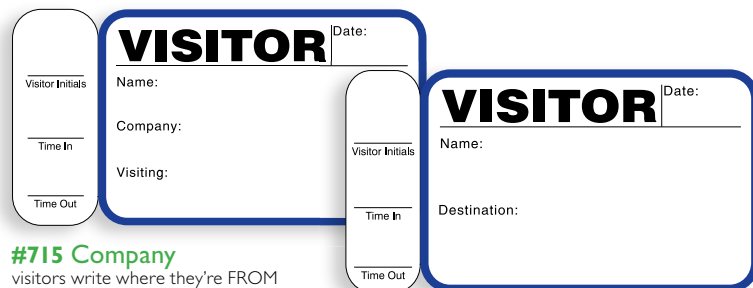 VISITOR Date:
Visitor Initials
Time In
Time Out
Name:
Company:
Visiting:
#715 Company
visitors write where they're FROM
VISITOR Date:
Visitor Initials
Time In
Time Out
Name:
Destination: